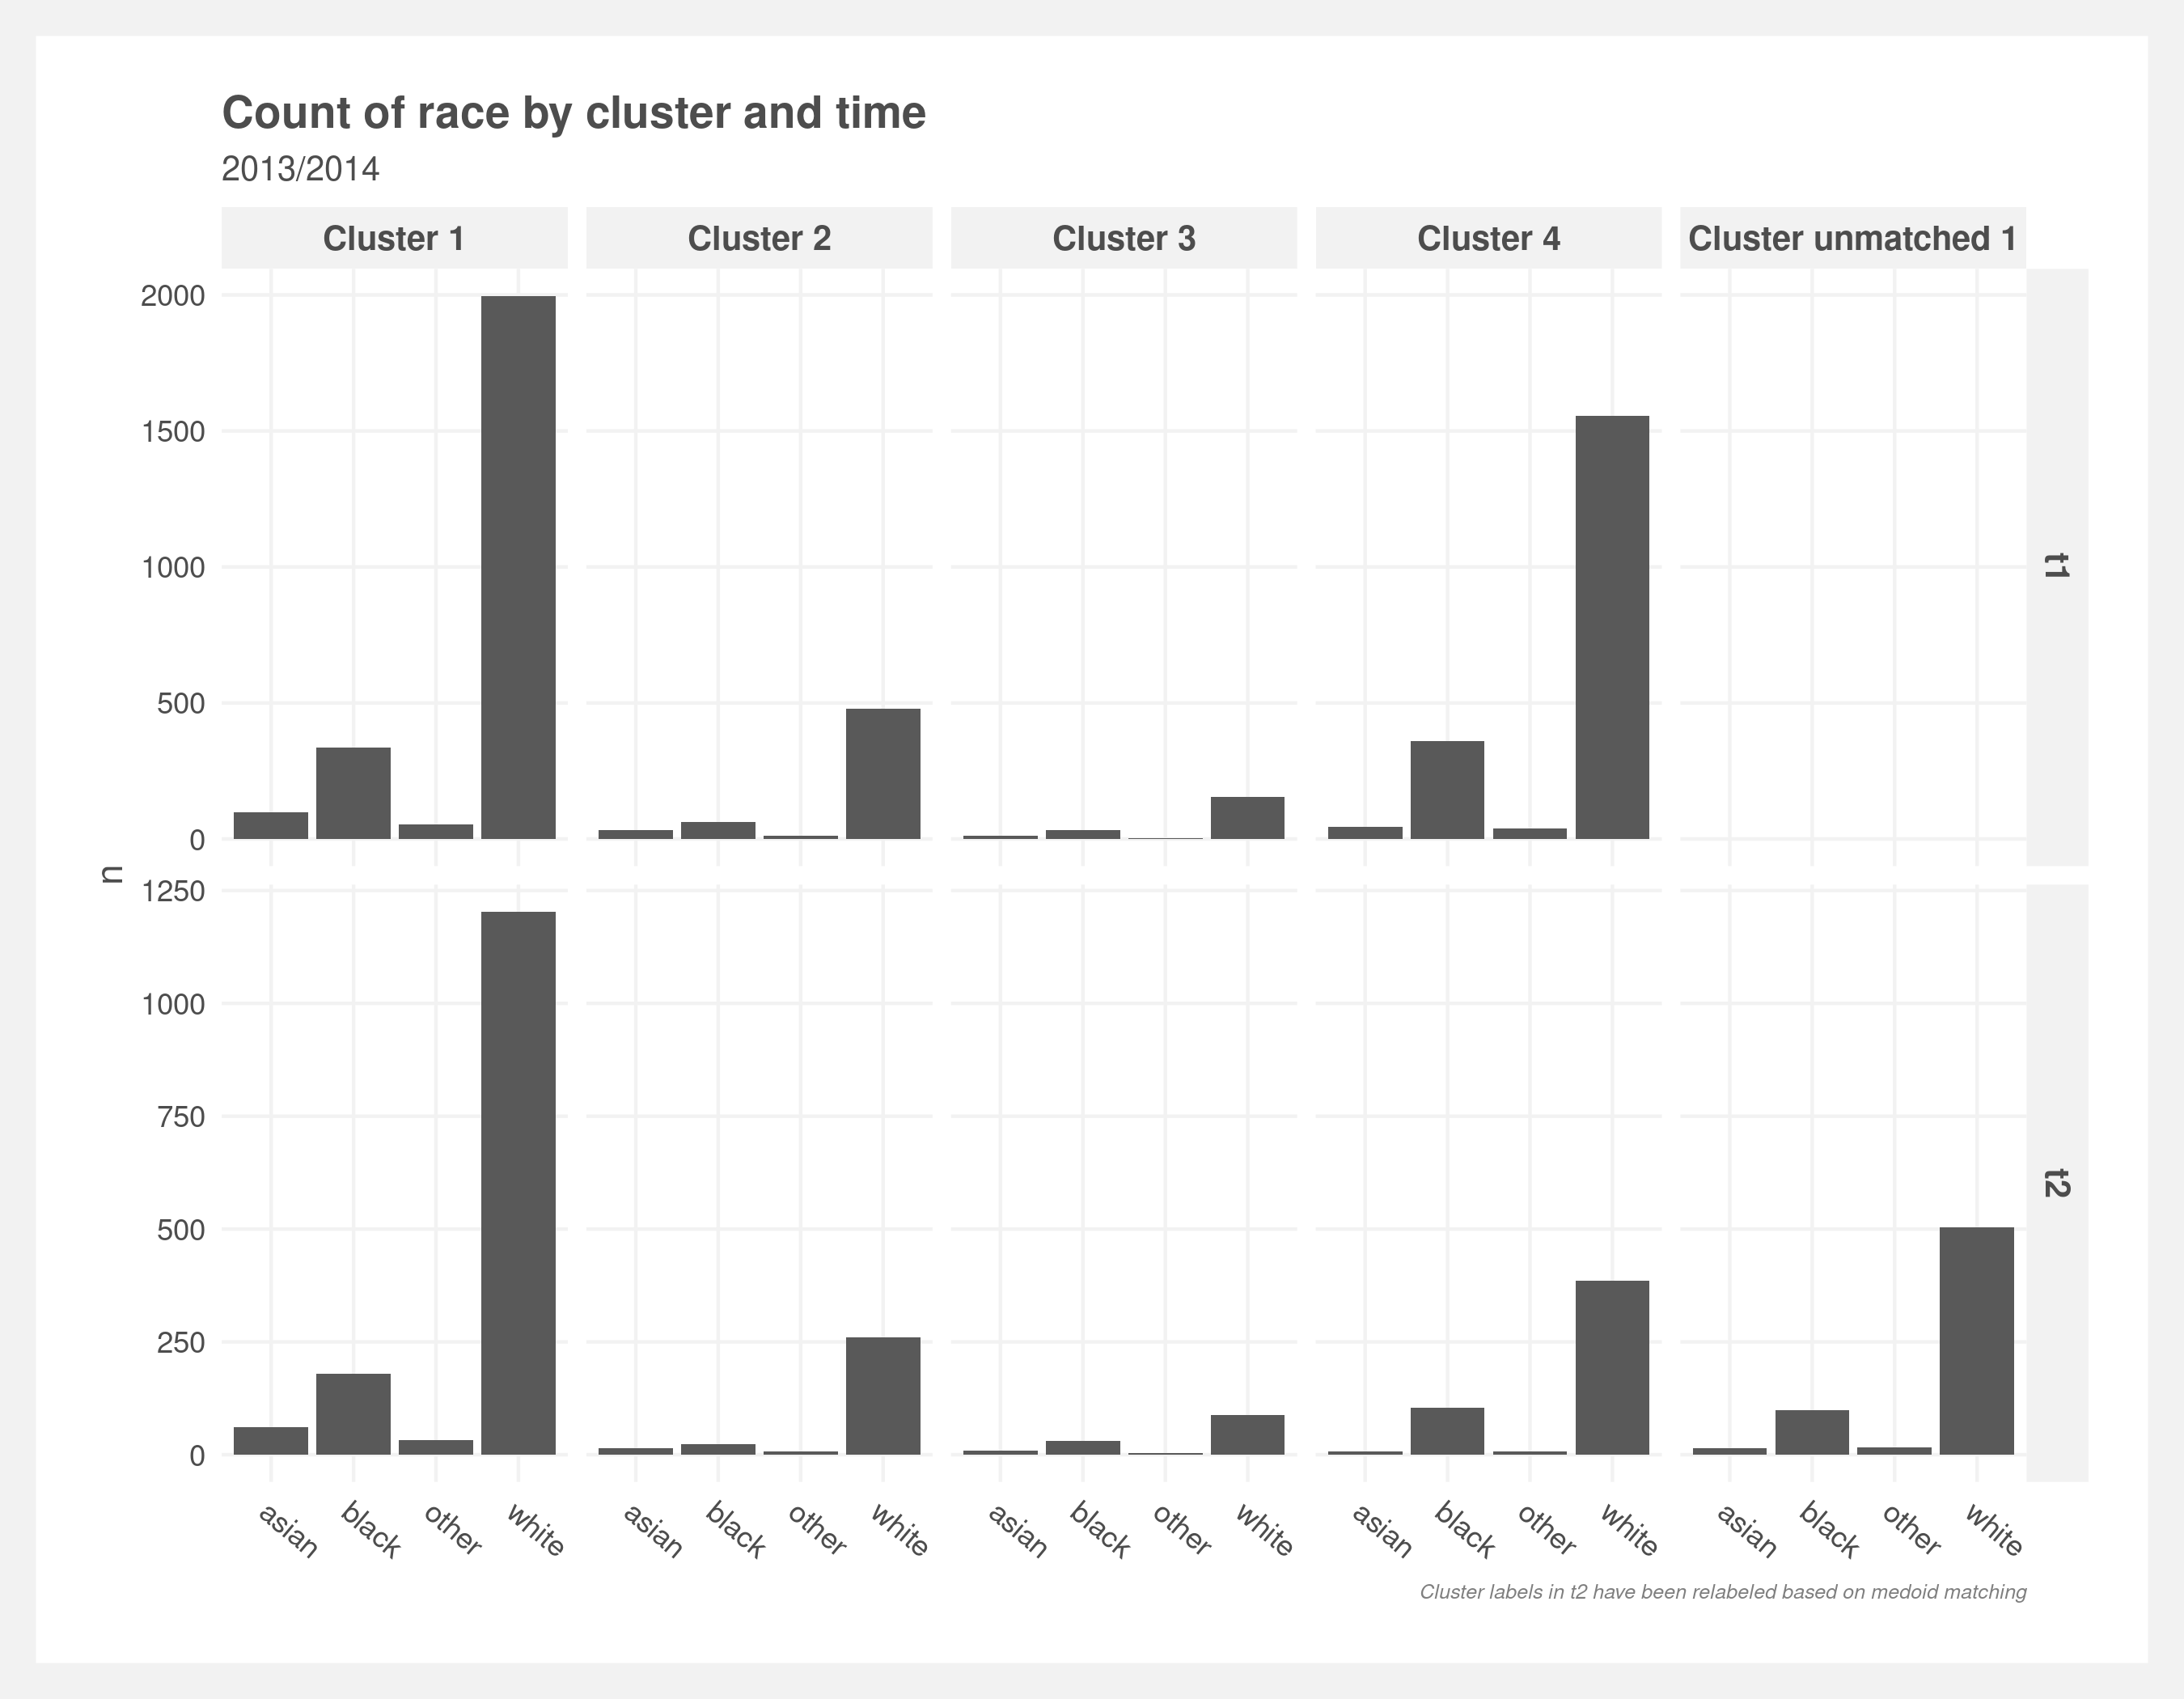 Count of race by cluster and time
2013/2014
Cluster 1 Cluster 2 Cluster 3 Cluster 4 Cluster unmatched 1
2000
1500
1000
500
0
t1
n
1250
1000
750
500
250
0
t2
asian black other white asian black other white asian black other white asian black other white asian black other white
Cluster labels in t2 have been relabeled based on medoid matching